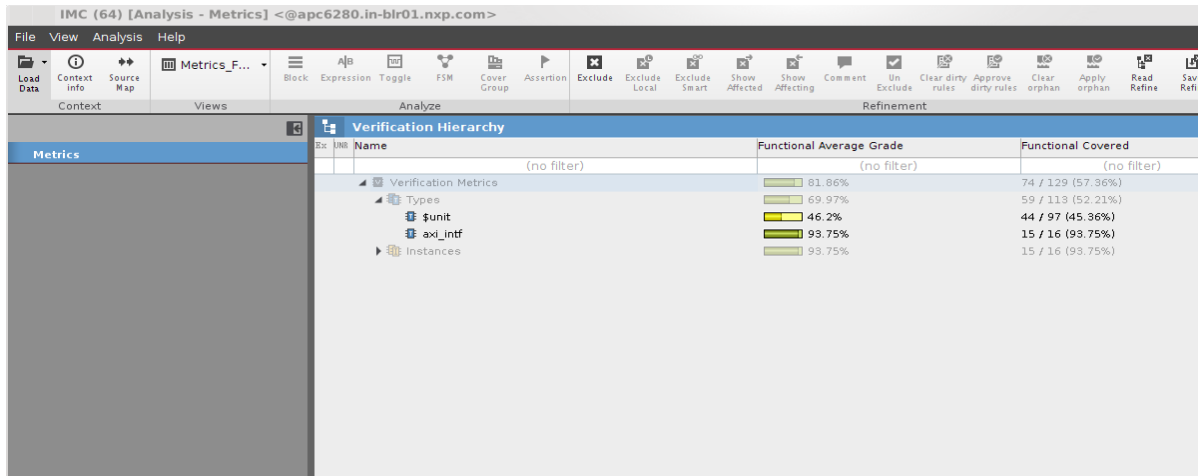 IMC (64) [Analysis - Metrics] <@apc6280.in-blr01.nxp.com>
File View Analysis Help
Load Data
Context info
Source Map
Metrics_F...
Block
Expression
Toggle
FSM
Cover Group
Assertion
Exclude
Exclude Local
Exclude Smart
Show Affected
Show Affecting
Comment
Un Exclude
Clear dirty rules
Approve dirty rules
Clear orphan
Apply orphan
Read Refine
Sav
Refi
Context Views Analyze Refinement
Verification Hierarchy
Metrics
Ex UNR Name Functional Average Grade Functional Covered
(no filter) (no filter) (no filter)
Verification Metrics 81.86% 74 / 129 (57.36%)
Types 69.97% 59 / 113 (52.21%)
$unit 46.2% 44 / 97 (45.36%)
axi_intf 93.75% 15 / 16 (93.75%)
Instances 93.75% 15 / 16 (93.75%)